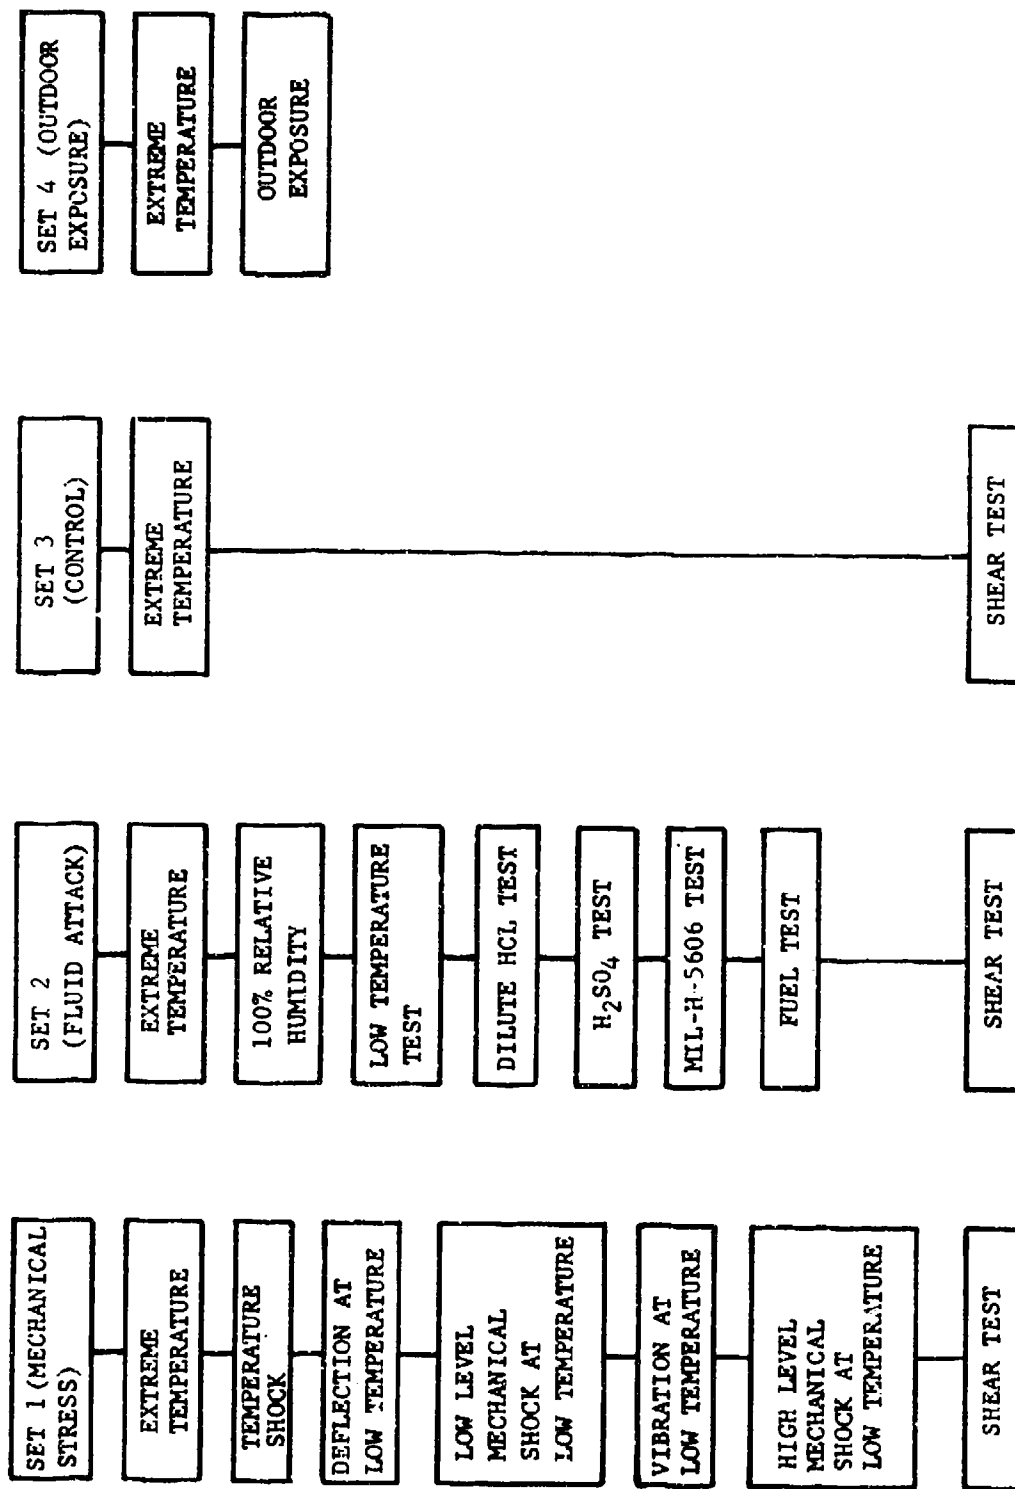 SET 1 (MECHANICAL
STRESS)
EXTREME
TEMPERATURE
TEMPERATURE
SHOCK
DEFLECTION AT
LOW TEMPERATURE
LOW LEVEL
MECHANICAL
SHOCK AT
LOW TEMPERATURE
VIBRATION AT
LOW TEMPERATURE
HIGH LEVEL
MECHANICAL
SHOCK AT
LOW TEMPERATURE
SHEAR TEST
SET 2
(FLUID ATTACK)
EXTREME
TEMPERATURE
100% RELATIVE
HUMIDITY
LOW TEMPERATURE
TEST
DILUTE HCL TEST
H₂SO₄ TEST
MIL-H-5606 TEST
FUEL TEST
SHEAR TEST
SET 3
(CONTROL)
EXTREME
TEMPERATURE
SHEAR TEST
SET 4 (OUTDOOR
EXPOSURE)
EXTREME
TEMPERATURE
OUTDOOR
EXPOSURE